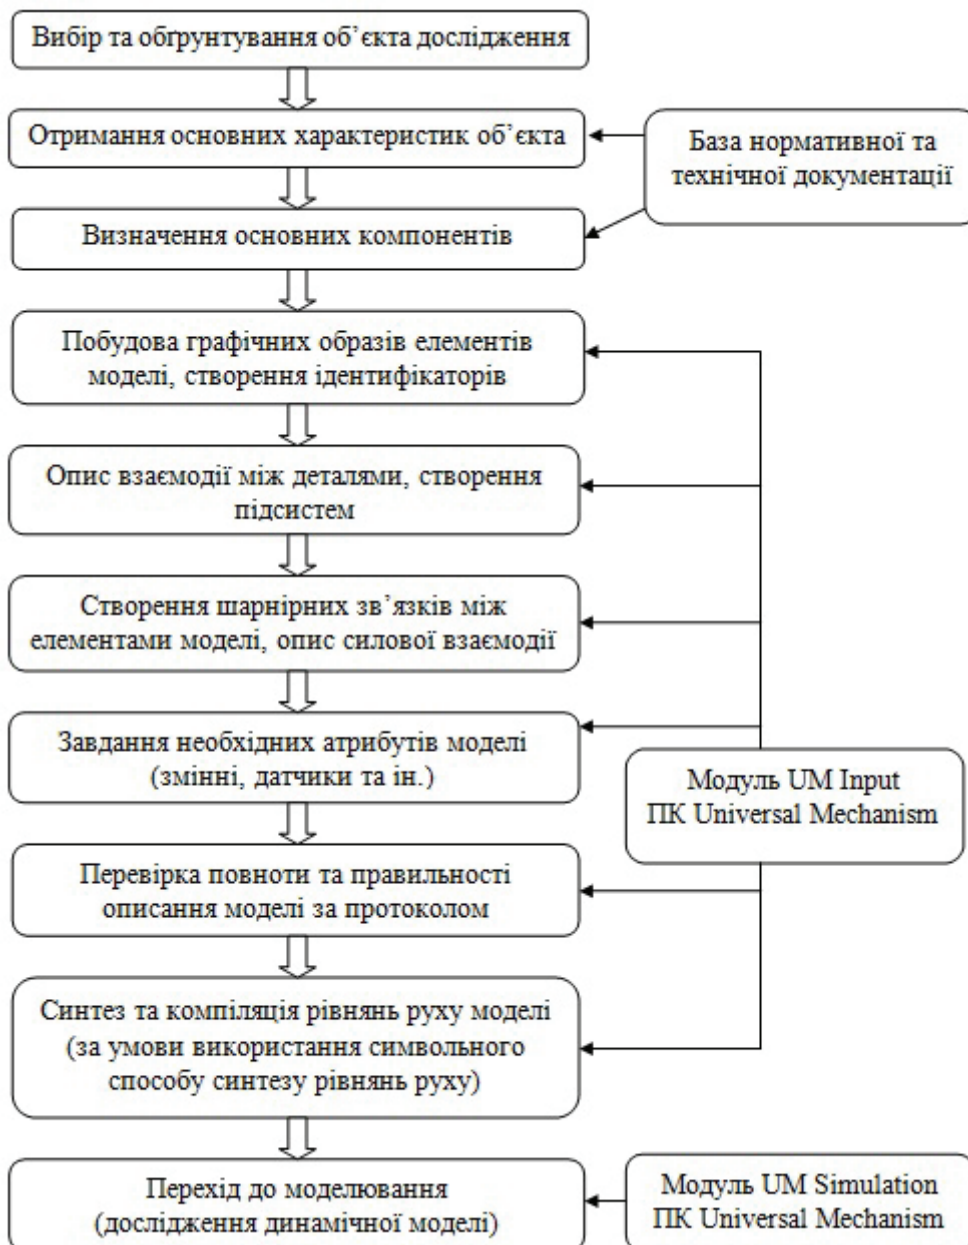 Вибір та обґрунтування об’єкта дослідження
Отримання основних характеристик об’єкта
База нормативної та
технічної документації
Визначення основних компонентів
Побудова графічних образів елементів
моделі, створення ідентифікаторів
Опис взаємодії між деталями, створення
підсистем
Створення шарнірних зв’язків між
елементами моделі, опис силової взаємодії
Завдання необхідних атрибутів моделі
(змінні, датчики та ін.)
Модуль UM Input
ПК Universal Mechanism
Перевірка повноти та правильності
описання моделі за протоколом
Синтез та компіляція рівнянь руху моделі
(за умови використання символьного
способу синтезу рівнянь руху)
Перехід до моделювання
(дослідження динамічної моделі)
Модуль UM Simulation
ПК Universal Mechanism